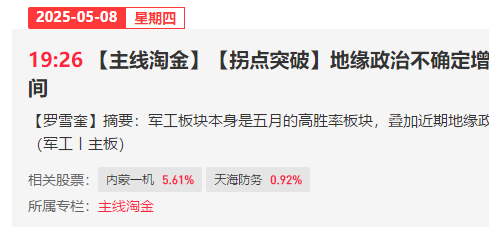 2025-05-08 星期四
19:26 【主线淘金】【拐点突破】地缘政治不确定增
间
【罗雪奎】摘要：军工板块本身是五月的高胜率板块，叠加近期地缘政
（军工丨主板）
相关股票： 内蒙一机 5.61% 天海防务 0.92%
所属专栏：主线淘金